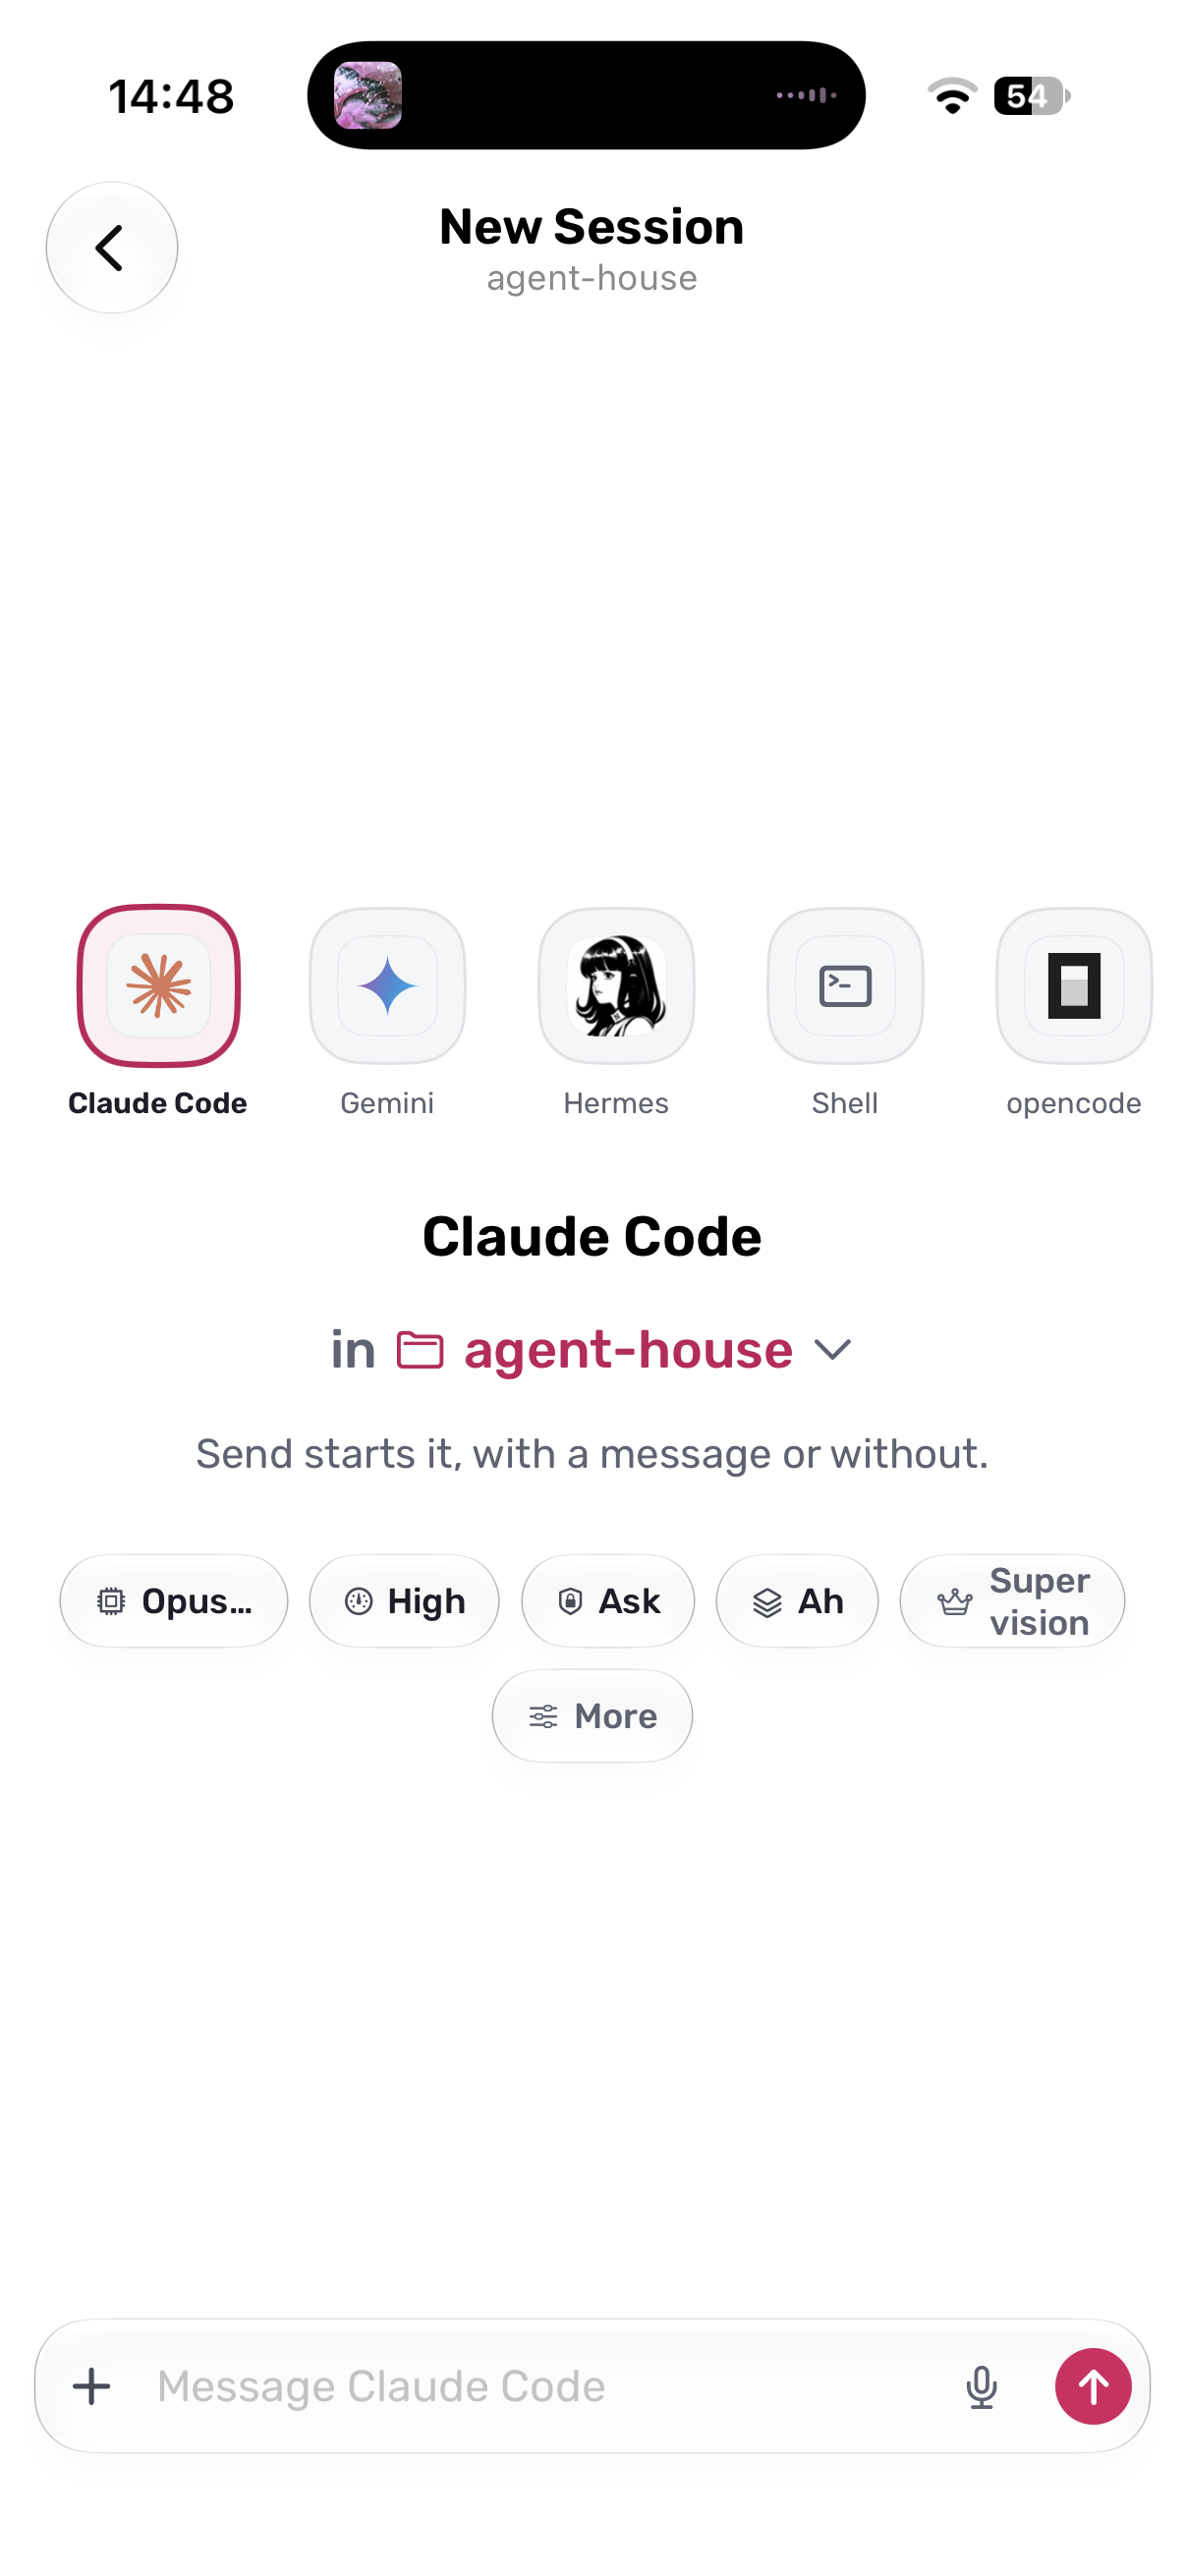 14:48
54
New Session
agent-house
Claude Code
Gemini
Hermes
Shell
opencode
Claude Code
in agent-house
Send starts it, with a message or without.
Opus...
High
Ask
Ah
Super
vision
More
Message Claude Code